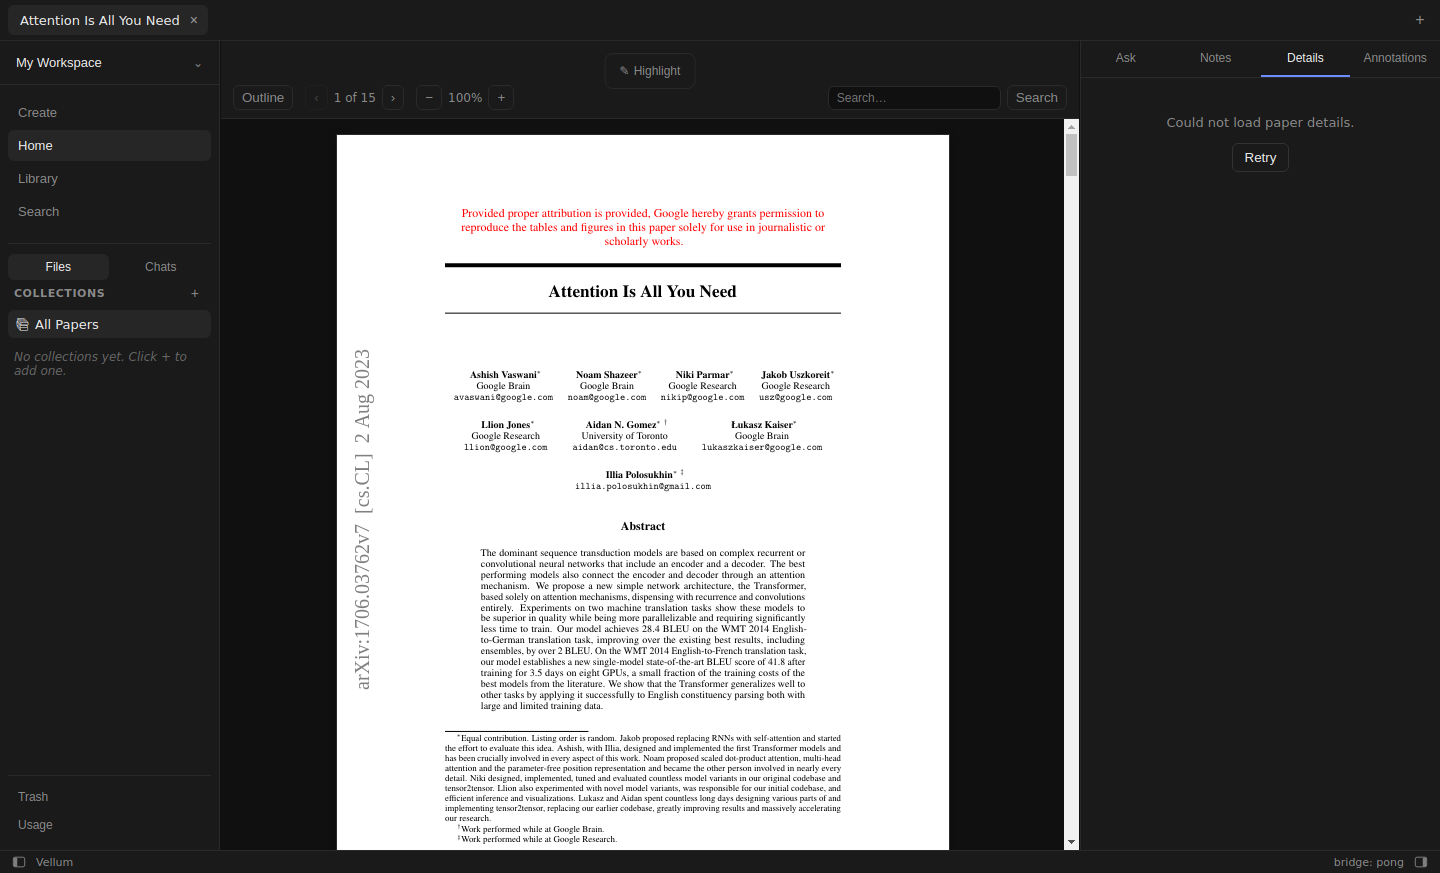 Attention Is All You Need ×
+
My Workspace
Create
Home
Library
Search
Files Chats
COLLECTIONS +
All Papers
No collections yet. Click + to
add one.
Trash
Usage
Vellum
✎ Highlight
Outline ‹ 1 of 15 › − 100% +
Search… Search
Provided proper attribution is provided, Google hereby grants permission to
reproduce the tables and figures in this paper solely for use in journalistic or
scholarly works.
Attention Is All You Need
arXiv:1706.03762v7 [cs.CL] 2 Aug 2023
Ashish Vaswani* Noam Shazeer* Niki Parmar* Jakob Uszkoreit*
Google Brain Google Brain Google Research Google Research
avaswani@google.com noam@google.com nikip@google.com usz@google.com
Llion Jones* Aidan N. Gomez* † Łukasz Kaiser*
Google Research University of Toronto Google Brain
llion@google.com aidan@cs.toronto.edu lukaszkaiser@google.com
Illia Polosukhin* ‡
illia.polosukhin@gmail.com
Abstract
The dominant sequence transduction models are based on complex recurrent or
convolutional neural networks that include an encoder and a decoder. The best
performing models also connect the encoder and decoder through an attention
mechanism. We propose a new simple network architecture, the Transformer,
based solely on attention mechanisms, dispensing with recurrence and convolutions
entirely. Experiments on two machine translation tasks show these models to
be superior in quality while being more parallelizable and requiring significantly
less time to train. Our model achieves 28.4 BLEU on the WMT 2014 English-
to-German translation task, improving over the existing best results, including
ensembles, by over 2 BLEU. On the WMT 2014 English-to-French translation task,
our model establishes a new single-model state-of-the-art BLEU score of 41.8 after
training for 3.5 days on eight GPUs, a small fraction of the training costs of the
best models from the literature. We show that the Transformer generalizes well to
other tasks by applying it successfully to English constituency parsing both with
large and limited training data.
*Equal contribution. Listing order is random. Jakob proposed replacing RNNs with self-attention and started
the effort to evaluate this idea. Ashish, with Illia, designed and implemented the first Transformer models and
has been crucially involved in every aspect of this work. Noam proposed scaled dot-product attention, multi-head
attention and the parameter-free position representation and became the other person involved in nearly every
detail. Niki designed, implemented, tuned and evaluated countless model variants in our original codebase and
tensor2tensor. Llion also experimented with novel model variants, was responsible for our initial codebase, and
efficient inference and visualizations. Lukasz and Aidan spent countless long days designing various parts of and
implementing tensor2tensor, replacing our earlier codebase, greatly improving results and massively accelerating
our research.
†Work performed while at Google Brain.
‡Work performed while at Google Research.
Ask Notes Details Annotations
Could not load paper details.
Retry
bridge: pong